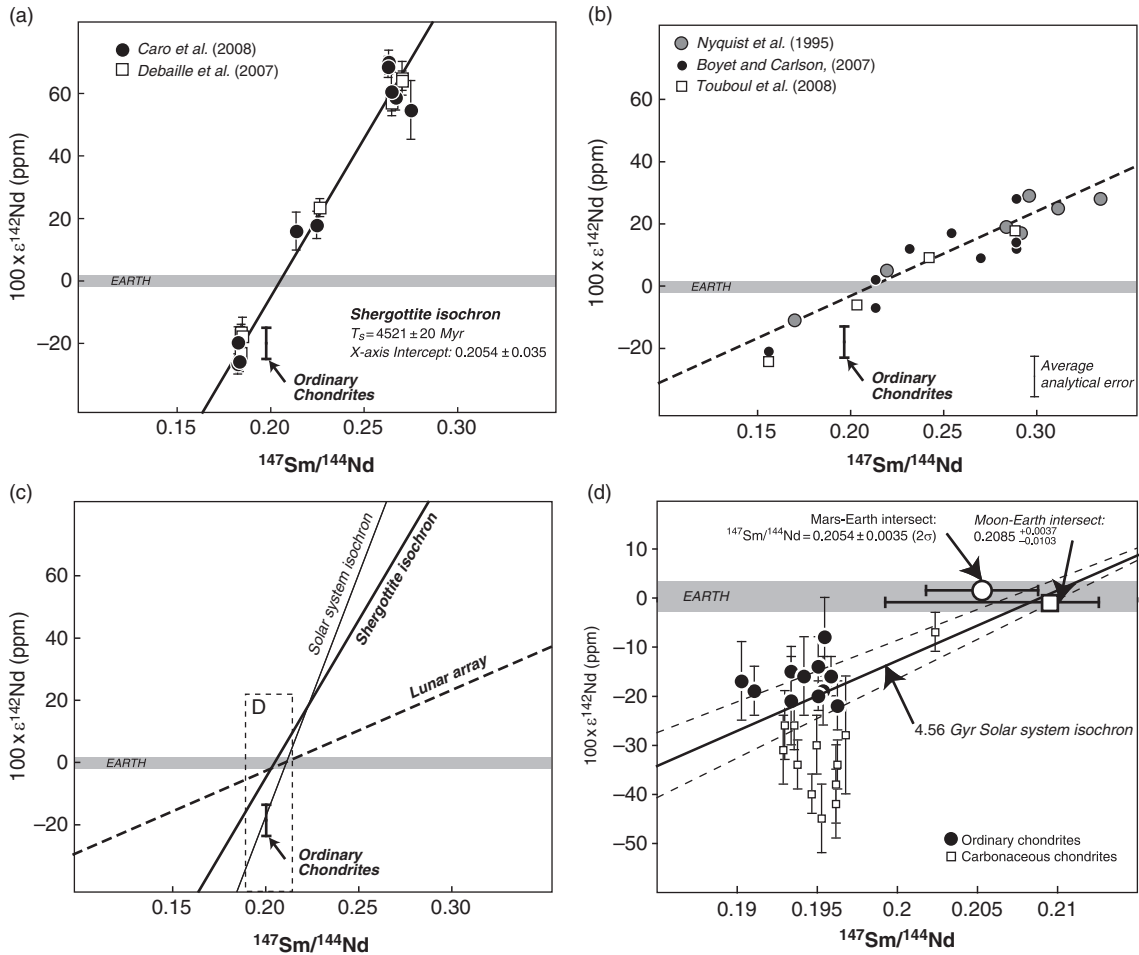 (a)
Caro et al. (2008)
Debaille et al. (2007)
60
40
20
0
−20
100 x ε¹⁴²Nd (ppm)
EARTH
Shergottite isochron
Tₛ = 4521 ± 20 Myr
X-axis Intercept: 0.2054 ± 0.035
Ordinary
Chondrites
0.15 0.20 0.25 0.30
¹⁴⁷Sm/¹⁴⁴Nd
(b)
Nyquist et al. (1995)
Boyet and Carlson, (2007)
Touboul et al. (2008)
60
40
20
0
−20
100 x ε¹⁴²Nd (ppm)
EARTH
Ordinary
Chondrites
Average
analytical error
0.15 0.20 0.25 0.30
¹⁴⁷Sm/¹⁴⁴Nd
(c)
60
40
20
0
−20
100 x ε¹⁴²Nd (ppm)
Solar system isochron
Shergottite isochron
Lunar array
D
EARTH
Ordinary
Chondrites
0.15 0.20 0.25 0.30
¹⁴⁷Sm/¹⁴⁴Nd
(d)
Mars-Earth intersect:
¹⁴⁷Sm/¹⁴⁴Nd = 0.2054 ± 0.0035 (2σ)
Moon-Earth intersect:
0.2085 +0.0037
−0.0103
10
0
−10
−20
−30
−40
−50
100 x ε¹⁴²Nd (ppm)
EARTH
4.56 Gyr Solar system isochron
Ordinary chondrites
Carbonaceous chondrites
0.19 0.195 0.2 0.205 0.21
¹⁴⁷Sm/¹⁴⁴Nd